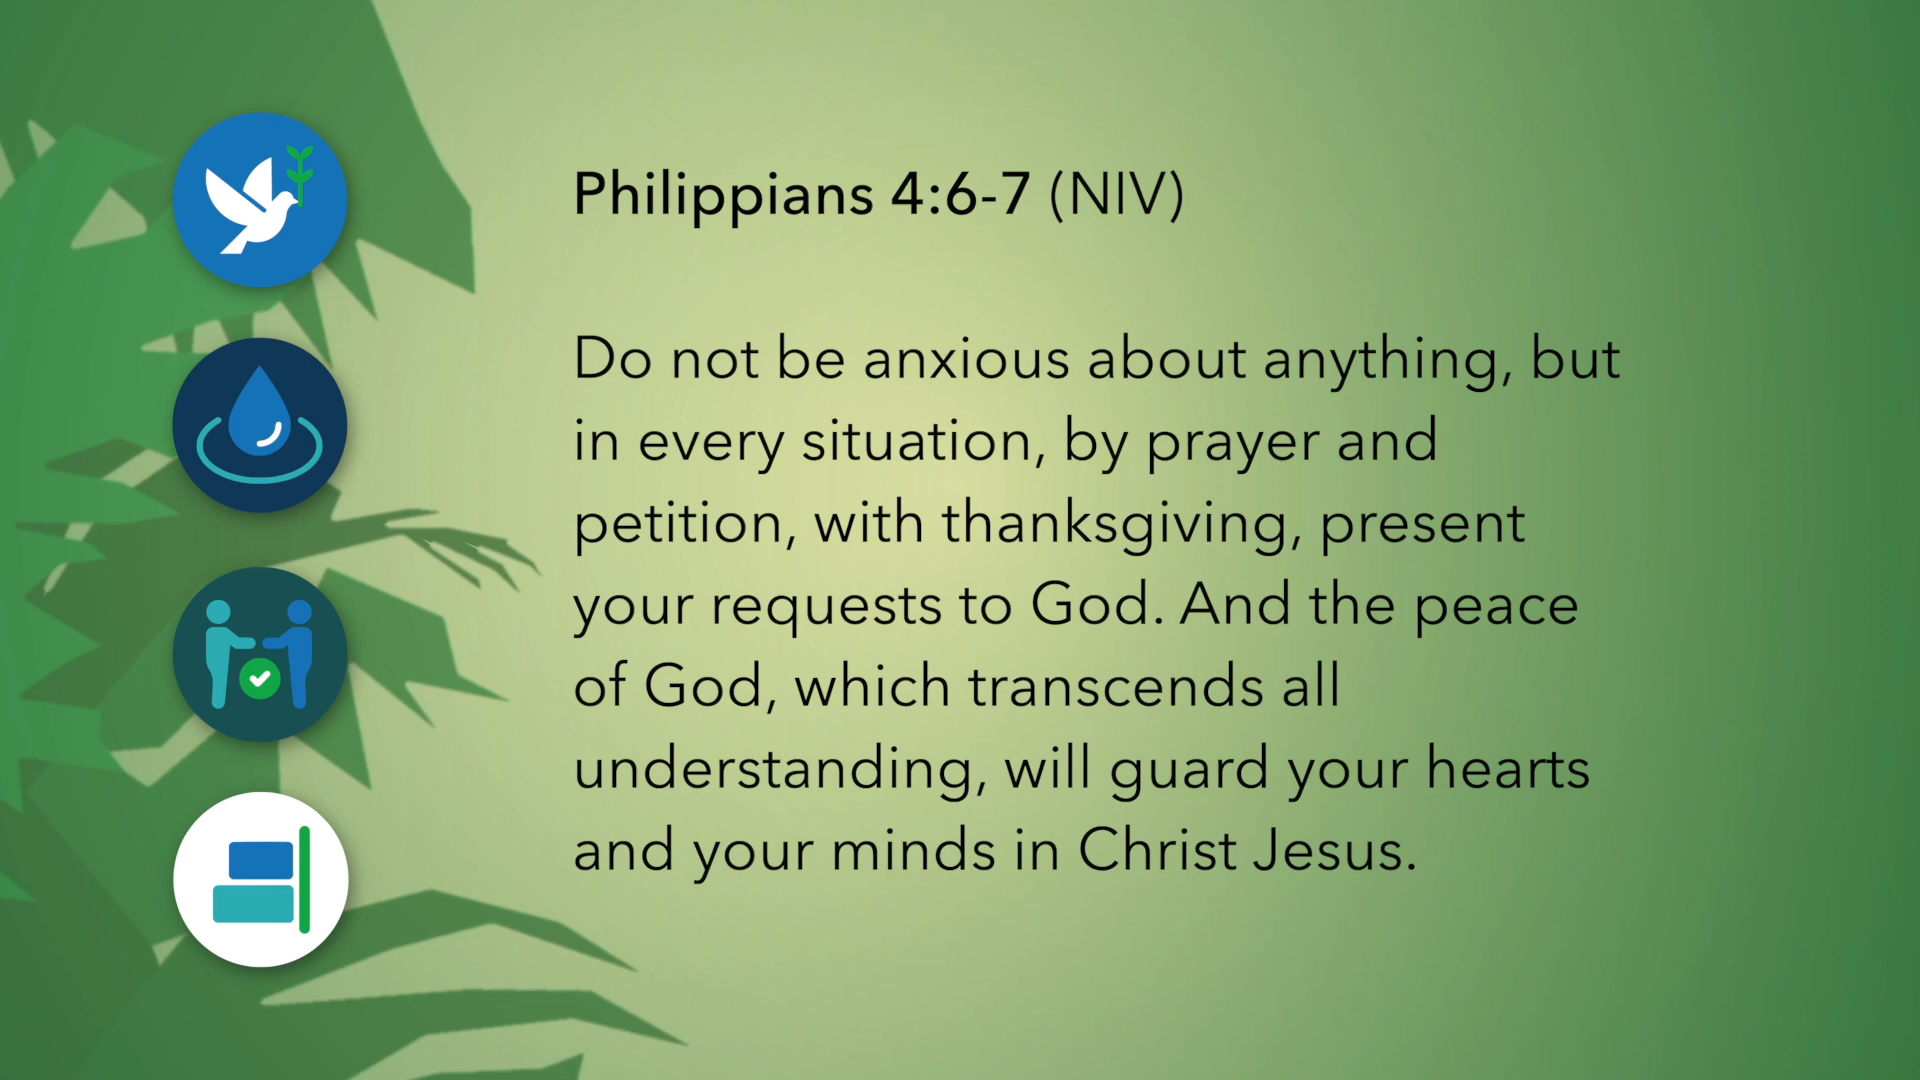 Philippians 4:6-7 (NIV)
Do not be anxious about anything, but
in every situation, by prayer and
petition, with thanksgiving, present
your requests to God. And the peace
of God, which transcends all
understanding, will guard your hearts
and your minds in Christ Jesus.